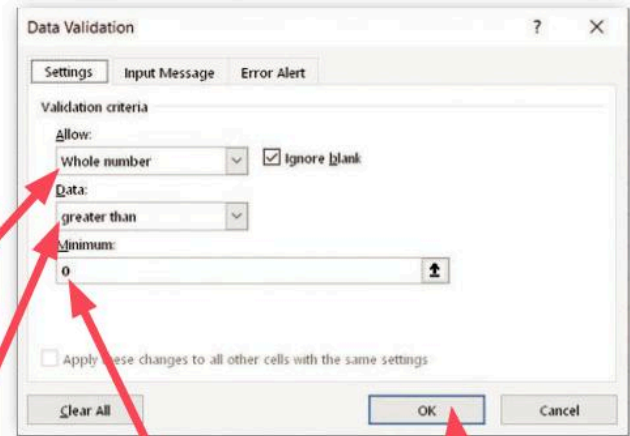 Data Validation ? ×
Settings Input Message Error Alert
Validation criteria
Allow:
Whole number Ignore blank
Data:
greater than
Minimum:
0
Apply these changes to all other cells with the same settings
Clear All OK Cancel